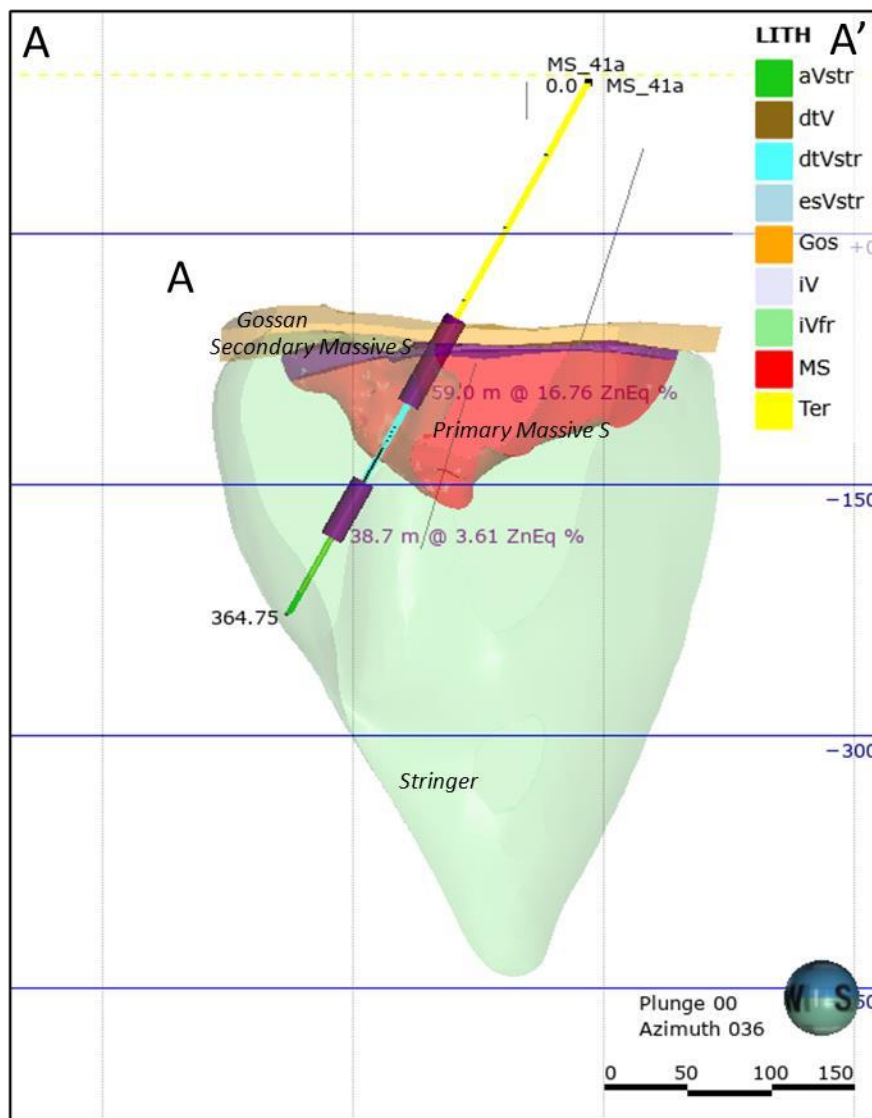 A
A’
LITH
aVstr
dtV
dtVstr
esVstr
Gos
iV
iVfr
MS
Ter
MS_41a
0.0
MS_41a
A
Gossan
Secondary Massive S
59.0 m @ 16.76 ZnEq %
Primary Massive S
−150
38.7 m @ 3.61 ZnEq %
364.75
−300
Stringer
Plunge 00
Azimuth 036
W S
0 50 100 150